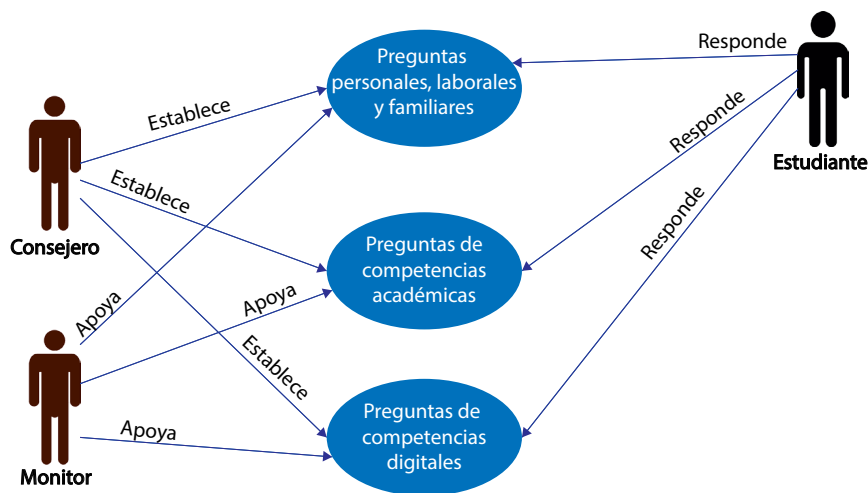 Preguntas
personales, laborales
y familiares
Responde
Estudiante
Establece
Responde
Establece
Consejero
Preguntas de
competencias
académicas
Responde
Apoya
Apoya
Establece
Preguntas de
competencias
digitales
Apoya
Monitor